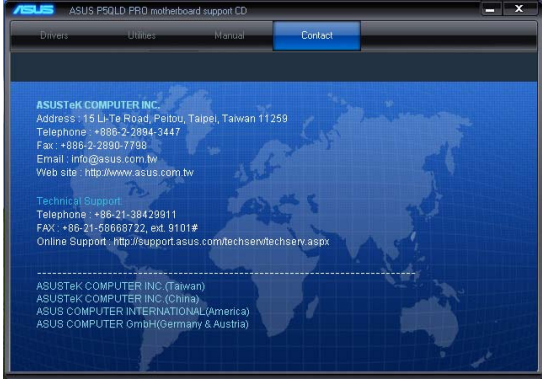 ASUS ASUS P5QLD PRO motherboard support CD
Drivers Utilities Manual Contact
ASUSTeK COMPUTER INC.
Address : 15 Li-Te Road, Peitou, Taipei, Taiwan 11259
Telephone : +886-2-2894-3447
Fax : +886-2-2890-7798
Email : info@asus.com.tw
Web site : http://www.asus.com.tw
Technical Support:
Telephone : +86-21-38429911
FAX : +86-21-58668722, ext. 9101#
Online Support : http://support.asus.com/techserv/techserv.aspx
ASUSTeK COMPUTER INC.(Taiwan)
ASUSTeK COMPUTER INC.(China)
ASUS COMPUTER INTERNATIONAL(America)
ASUS COMPUTER GmbH(Germany & Austria)